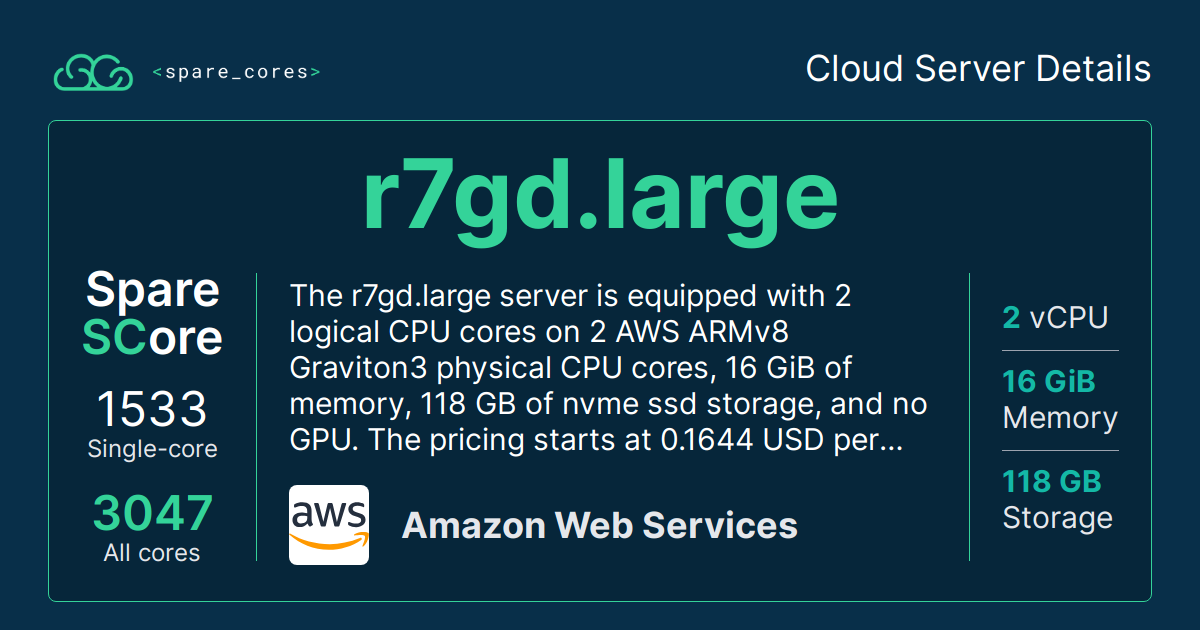 <spare_cores>
Cloud Server Details
r7gd.large
Spare
SCore
1533
Single-core
3047
All cores
The r7gd.large server is equipped with 2
logical CPU cores on 2 AWS ARMv8
Graviton3 physical CPU cores, 16 GiB of
memory, 118 GB of nvme ssd storage, and no
GPU. The pricing starts at 0.1644 USD per...
aws
Amazon Web Services
2 vCPU
16 GiB
Memory
118 GB
Storage